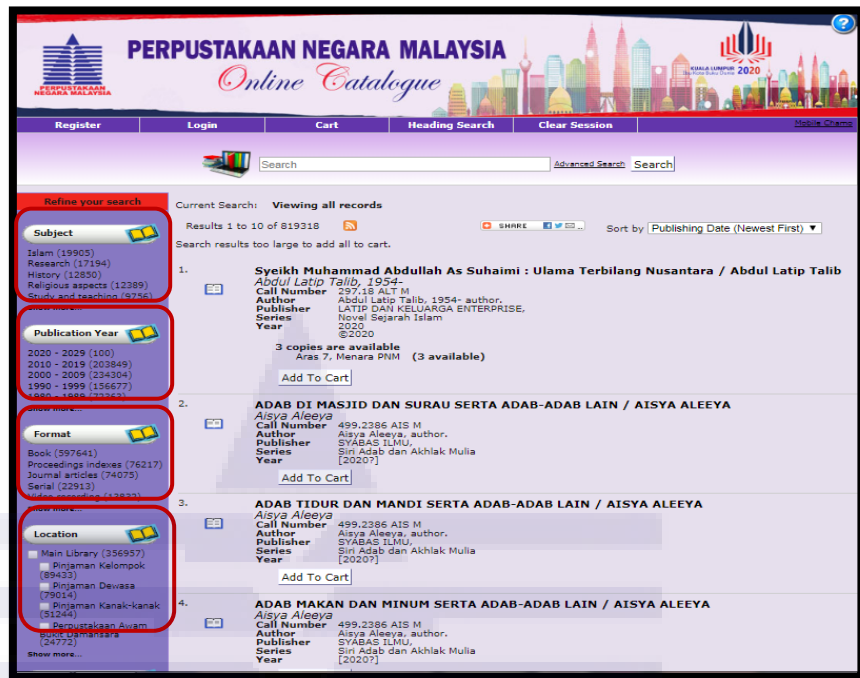 PERPUSTAKAAN NEGARA MALAYSIA
Online Catalogue
PERPUSTAKAAN
NEGARA MALAYSIA
KUALA LUMPUR
2020
?
Register Login Cart Heading Search Clear Session Mobile Chamo
Search Advanced Search Search
Refine your search
Subject
Islam (19905)
Research (17194)
History (12850)
Religious aspects (12389)
Study and teaching (9756)
Show more...
Publication Year
2020 - 2029 (100)
2010 - 2019 (203849)
2000 - 2009 (234304)
1990 - 1999 (156677)
1980 - 1989
Show more...
Format
Book (597641)
Proceedings indexes (76217)
Journal articles (74075)
Serial (22913)
Video recording
Show more...
Location
Main Library (356957)
Pinjaman Kelompok
(89433)
Pinjaman Dewasa
(79014)
Pinjaman Kanak-kanak
(51244)
Perpustakaan Awam
Bukit Damansara
(24772)
Show more...
Current Search: Viewing all records
Results 1 to 10 of 819318
SHARE
Sort by Publishing Date (Newest First)
Search results too large to add all to cart.
1.
Syeikh Muhammad Abdullah As Suhaimi : Ulama Terbilang Nusantara / Abdul Latip Talib
Abdul Latip Talib, 1954-
Call Number 297.18 ALT M
Author Abdul Latip Talib, 1954- author.
Publisher LATIP DAN KELUARGA ENTERPRISE,
Series Novel Sejarah Islam
Year 2020
©2020
3 copies are available
Aras 7, Menara PNM (3 available)
Add To Cart
2.
ADAB DI MASJID DAN SURAU SERTA ADAB-ADAB LAIN / AISYA ALEEYA
Aisya Aleeya
Call Number 499.2386 AIS M
Author Aisya Aleeya, author.
Publisher SYABAS ILMU,
Series Siri Adab dan Akhlak Mulia
Year [2020?]
Add To Cart
3.
ADAB TIDUR DAN MANDI SERTA ADAB-ADAB LAIN / AISYA ALEEYA
Aisya Aleeya
Call Number 499.2386 AIS M
Author Aisya Aleeya, author.
Publisher SYABAS ILMU,
Series Siri Adab dan Akhlak Mulia
Year [2020?]
Add To Cart
4.
ADAB MAKAN DAN MINUM SERTA ADAB-ADAB LAIN / AISYA ALEEYA
Aisya Aleeya
Call Number 499.2386 AIS M
Author Aisya Aleeya, author.
Publisher SYABAS ILMU,
Series Siri Adab dan Akhlak Mulia
Year [2020?]